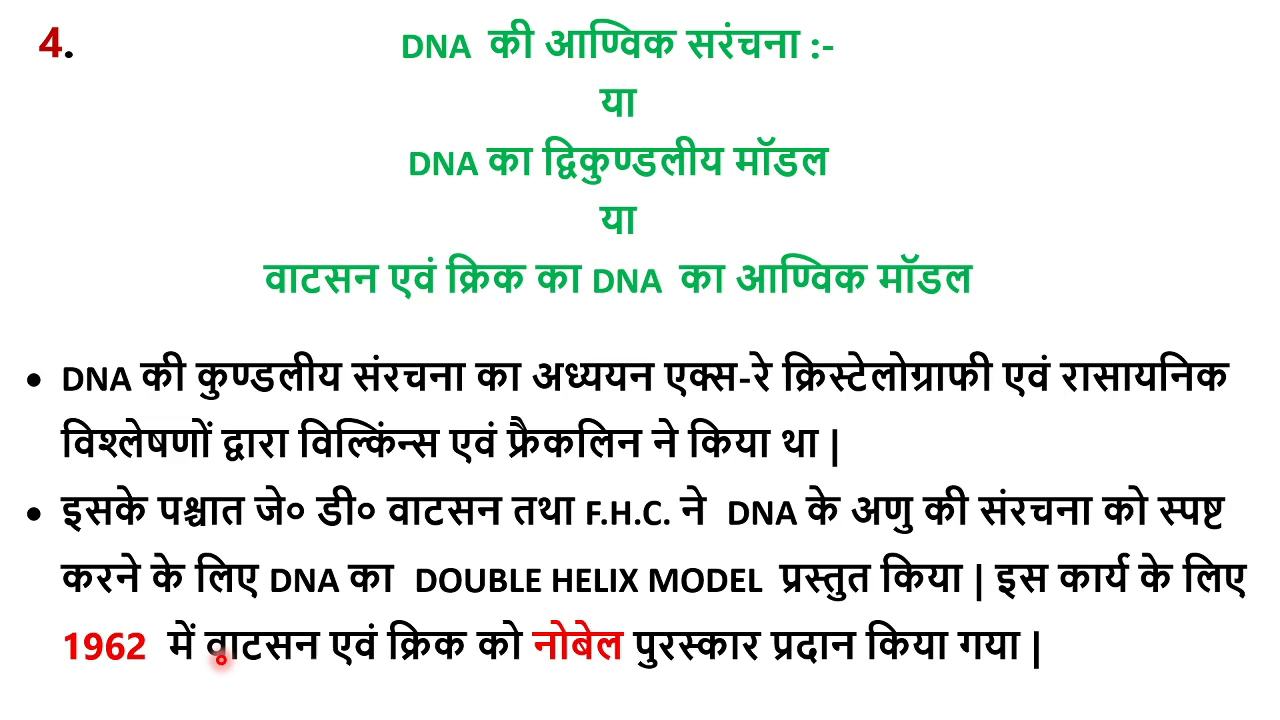 4. DNA की आण्विक सरंचना :-
या
DNA का द्विकुण्डलीय मॉडल
या
वाटसन एवं क्रिक का DNA का आण्विक मॉडल
• DNA की कुण्डलीय संरचना का अध्ययन एक्स-रे क्रिस्टेलोग्राफी एवं रासायनिक
विश्लेषणों द्वारा विल्किंन्स एवं फ्रैकलिन ने किया था |
• इसके पश्चात जे० डी० वाटसन तथा F.H.C. ने DNA के अणु की संरचना को स्पष्ट
करने के लिए DNA का DOUBLE HELIX MODEL प्रस्तुत किया | इस कार्य के लिए
1962 में वाटसन एवं क्रिक को नोबेल पुरस्कार प्रदान किया गया |